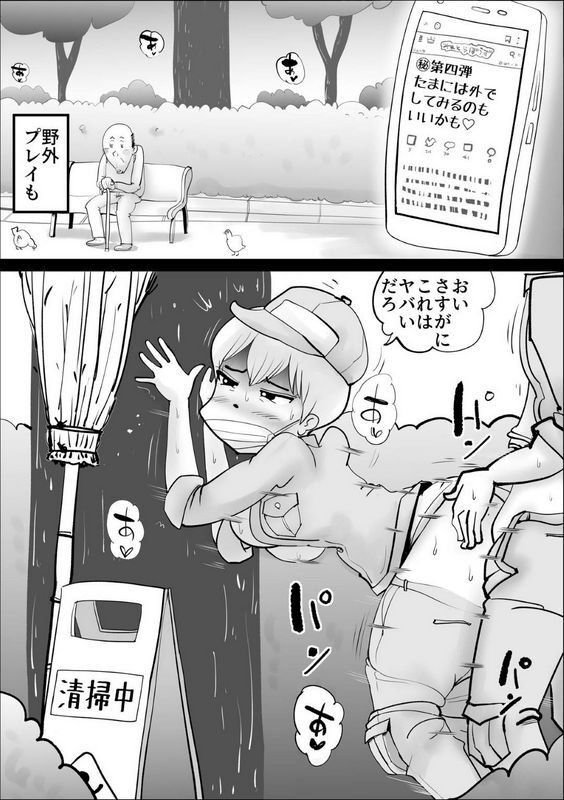 ㊙第四弾
たまには外で
してみるのも
いいかも♡
あ♡
あ♡
あ♡
野外
プレイも
おい
さすがに
これは
ヤバい
だろ
あ♡
パン
あ♡
パン
あ♡
清掃中